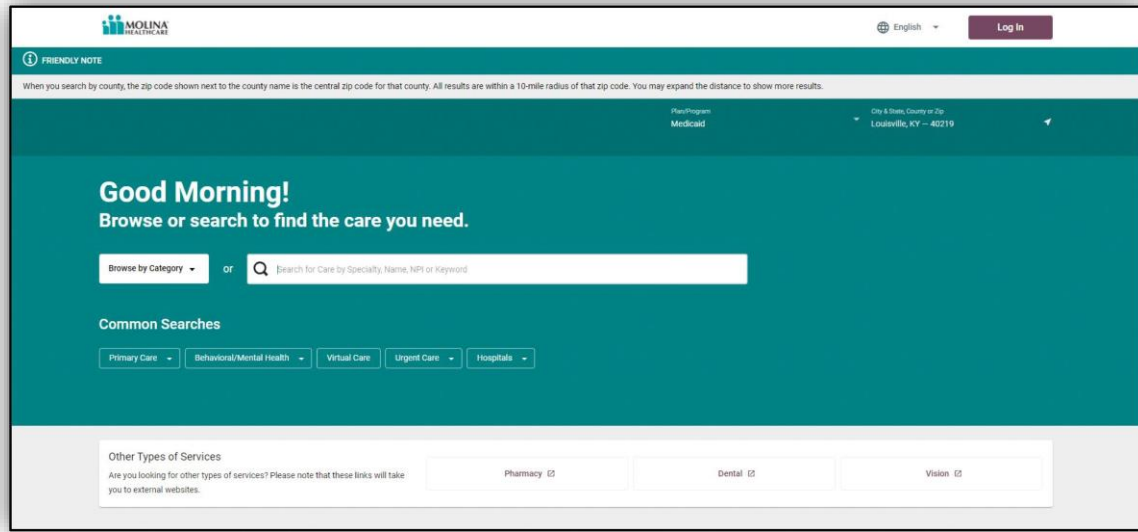 MOLINA
HEALTHCARE
English
Log In
FRIENDLY NOTE
When you search by county, the zip code shown next to the county name is the central zip code for that county. All results are within a 10-mile radius of that zip code. You may expand the distance to show more results.
Plan/Program
Medicaid
City & State, County or Zip
Louisville, KY -- 40219
Good Morning!
Browse or search to find the care you need.
Browse by Category
or
Search for Care by Specialty, Name, NPI or Keyword
Common Searches
Primary Care
Behavioral/Mental Health
Virtual Care
Urgent Care
Hospitals
Other Types of Services
Are you looking for other types of services? Please note that these links will take
you to external websites.
Pharmacy
Dental
Vision